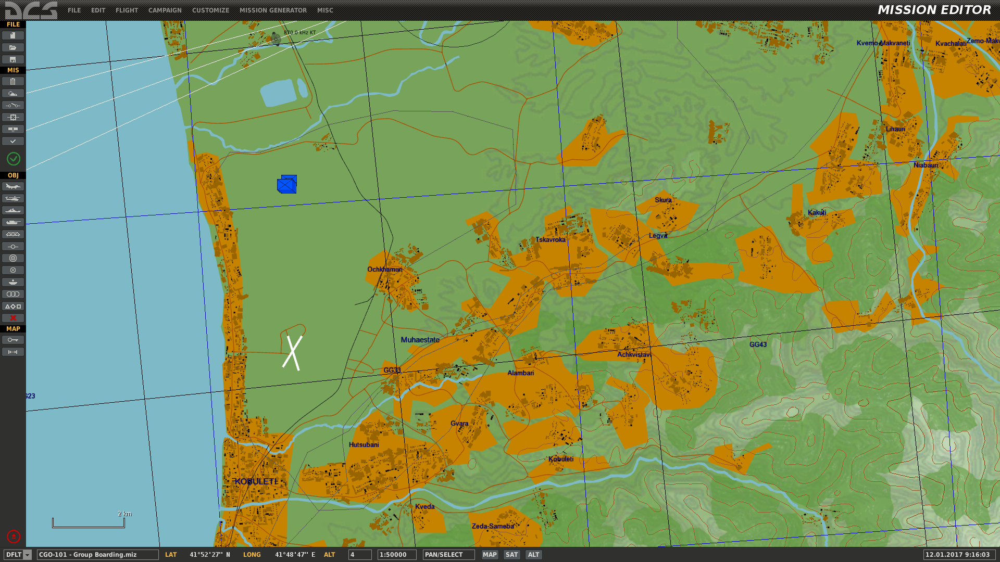 DCS FILE EDIT FLIGHT CAMPAIGN CUSTOMIZE MISSION GENERATOR MISC MISSION EDITOR
FILE
MIS
OBJ
MAP
870.0 kHz KT
Kvemo-Makvaneti
Kvachalati
Zemo-Makv
Lihauri
Niabauri
Skura
Kakuti
Legva
Tskavroka
Ochkhamuri
Muhaestate
GG43
Achkvistavi
GG33
Alambari
G23
Gvara
Hutsubani
Kobuleti
KOBULETI
Kveda
Zeda-Sameba
2 km
DFLT CGO-101 - Group Boarding.miz LAT 41°52'27'' N LONG 41°48'47'' E ALT 4 1:50000 PAN/SELECT MAP SAT ALT 12.01.2017 9:16:03